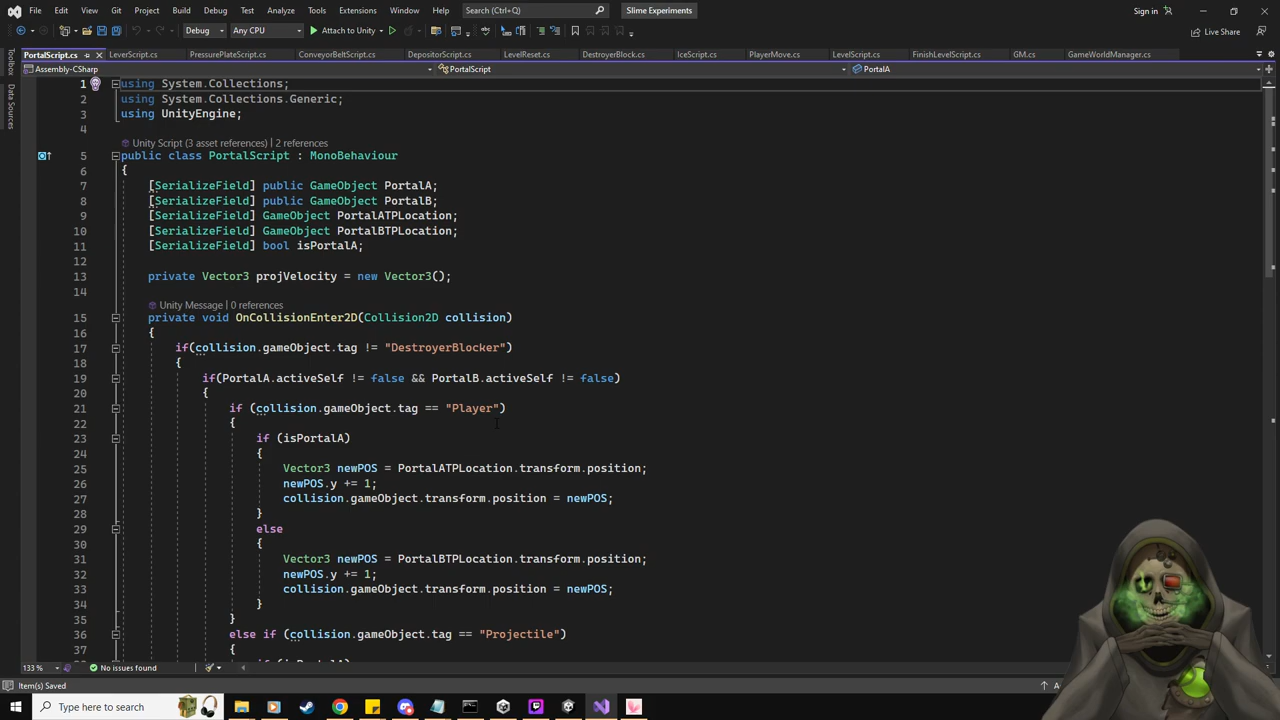 File Edit View Git Project Build Debug Test Analyze Tools Extensions Window Help Search (Ctrl+Q) Slime Experiments Sign in
Debug Any CPU Attach to Unity Live Share
PortalScript.cs LeverScript.cs PressurePlateScript.cs ConveyorBeltScript.cs DepositorScript.cs LevelReset.cs DestroyerBlock.cs IceScript.cs PlayerMove.cs LevelScript.cs FinishLevelScript.cs GM.cs GameWorldManager.cs
Assembly-CSharp PortalScript PortalA
Toolbox
Data Sources
1 using System.Collections;
2 using System.Collections.Generic;
3 using UnityEngine;
4
Unity Script (3 asset references) | 2 references
5 public class PortalScript : MonoBehaviour
6 {
7 [SerializeField] public GameObject PortalA;
8 [SerializeField] public GameObject PortalB;
9 [SerializeField] GameObject PortalATPLocation;
10 [SerializeField] GameObject PortalBTPLocation;
11 [SerializeField] bool isPortalA;
12
13 private Vector3 projVelocity = new Vector3();
14
Unity Message | 0 references
15 private void OnCollisionEnter2D(Collision2D collision)
16 {
17 if(collision.gameObject.tag != "DestroyerBlocker")
18 {
19 if(PortalA.activeSelf != false && PortalB.activeSelf != false)
20 {
21 if (collision.gameObject.tag == "Player")
22 {
23 if (isPortalA)
24 {
25 Vector3 newPOS = PortalATPLocation.transform.position;
26 newPOS.y += 1;
27 collision.gameObject.transform.position = newPOS;
28 }
29 else
30 {
31 Vector3 newPOS = PortalBTPLocation.transform.position;
32 newPOS.y += 1;
33 collision.gameObject.transform.position = newPOS;
34 }
35 }
36 else if (collision.gameObject.tag == "Projectile")
37 {
133 % No issues found
Item(s) Saved
Type here to search